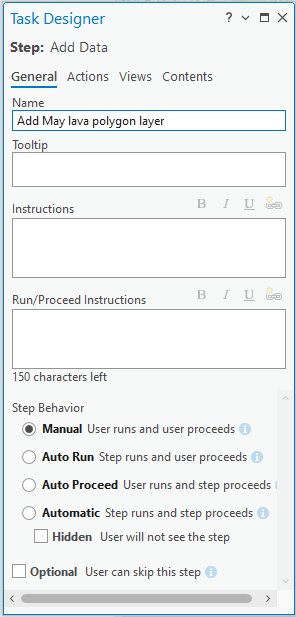 Task Designer
Step: Add Data
General Actions Views Contents
Name
Add May lava polygon layer
Tooltip
B I U
Instructions
B I U
Run/Proceed Instructions
150 characters left
Step Behavior
Manual User runs and user proceeds
Auto Run Step runs and user proceeds
Auto Proceed User runs and step proceeds
Automatic Step runs and step proceeds
Hidden User will not see the step
Optional User can skip this step